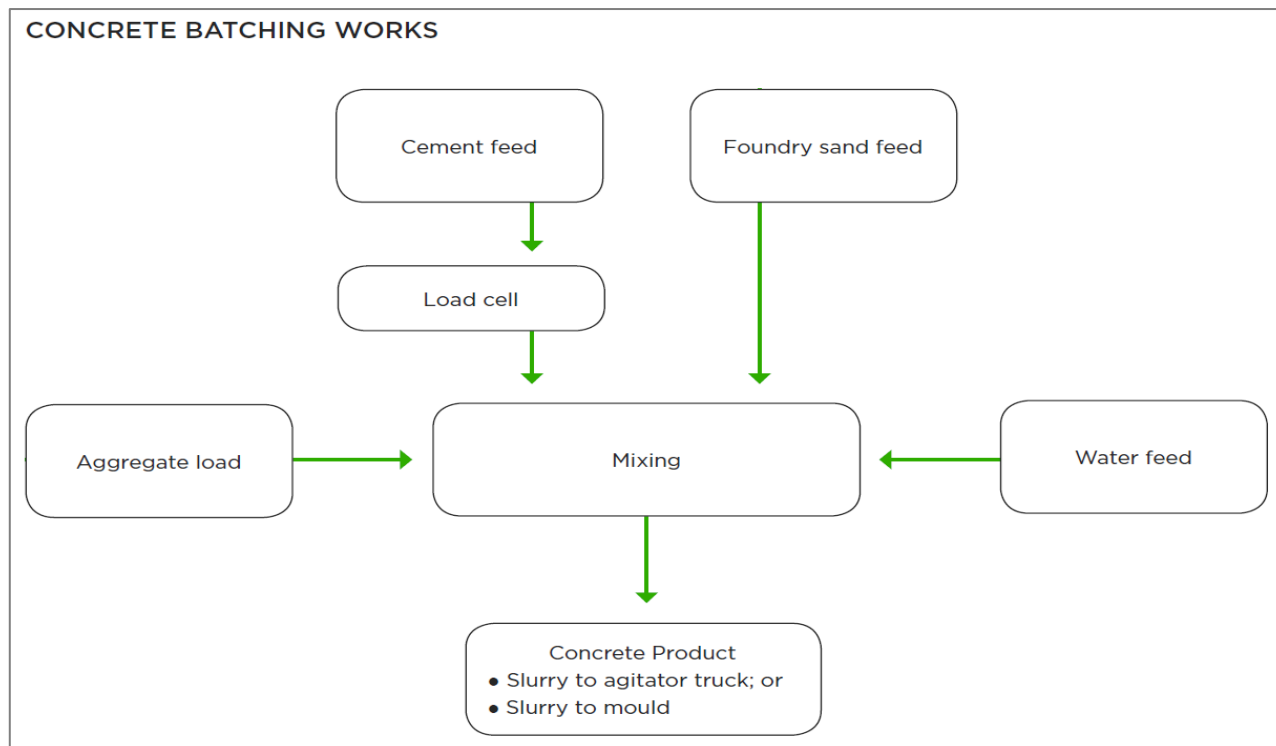 CONCRETE BATCHING WORKS
Cement feed
Foundry sand feed
Load cell
Aggregate load
Mixing
Water feed
Concrete Product
● Slurry to agitator truck; or
● Slurry to mould